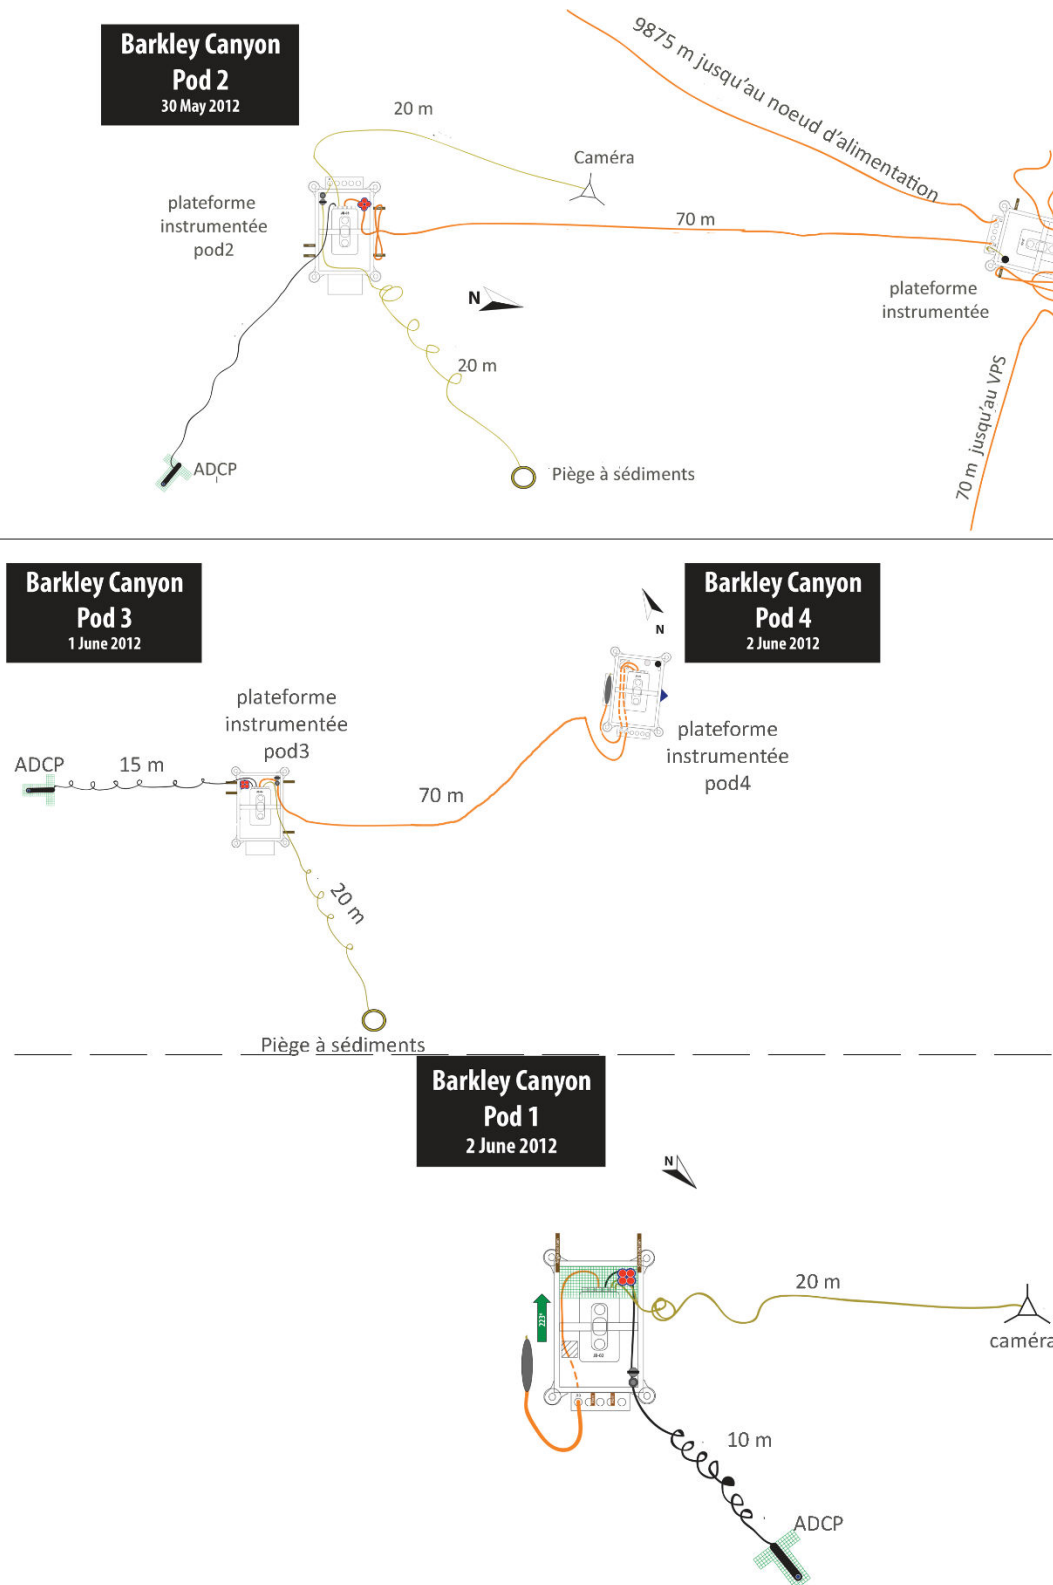 Barkley Canyon
Pod 2
30 May 2012
20 m
Caméra
9875 m jusqu'au noeud d'alimentation
plateforme
instrumentée
pod2
70 m
N
plateforme
instrumentée
20 m
70 m jusqu'au VPS
ADCP
Piège à sédiments
Barkley Canyon
Pod 3
1 June 2012
Barkley Canyon
Pod 4
2 June 2012
N
plateforme
instrumentée
pod3
plateforme
instrumentée
pod4
ADCP
15 m
70 m
20 m
Piège à sédiments
Barkley Canyon
Pod 1
2 June 2012
N
223°
20 m
caméra
10 m
ADCP